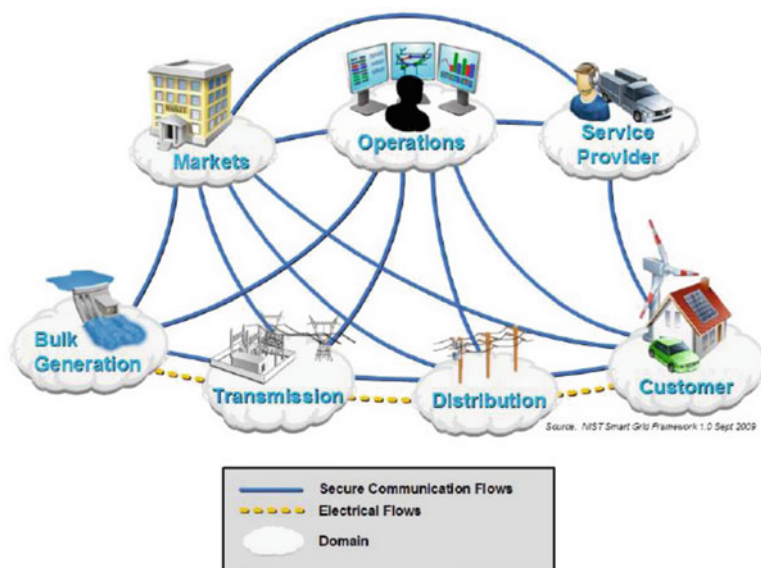 Markets
Operations
Service
Provider
Bulk
Generation
Transmission
Distribution
Customer
Source: NIST Smart Grid Framework 1.0 Sept 2009
Secure Communication Flows
Electrical Flows
Domain